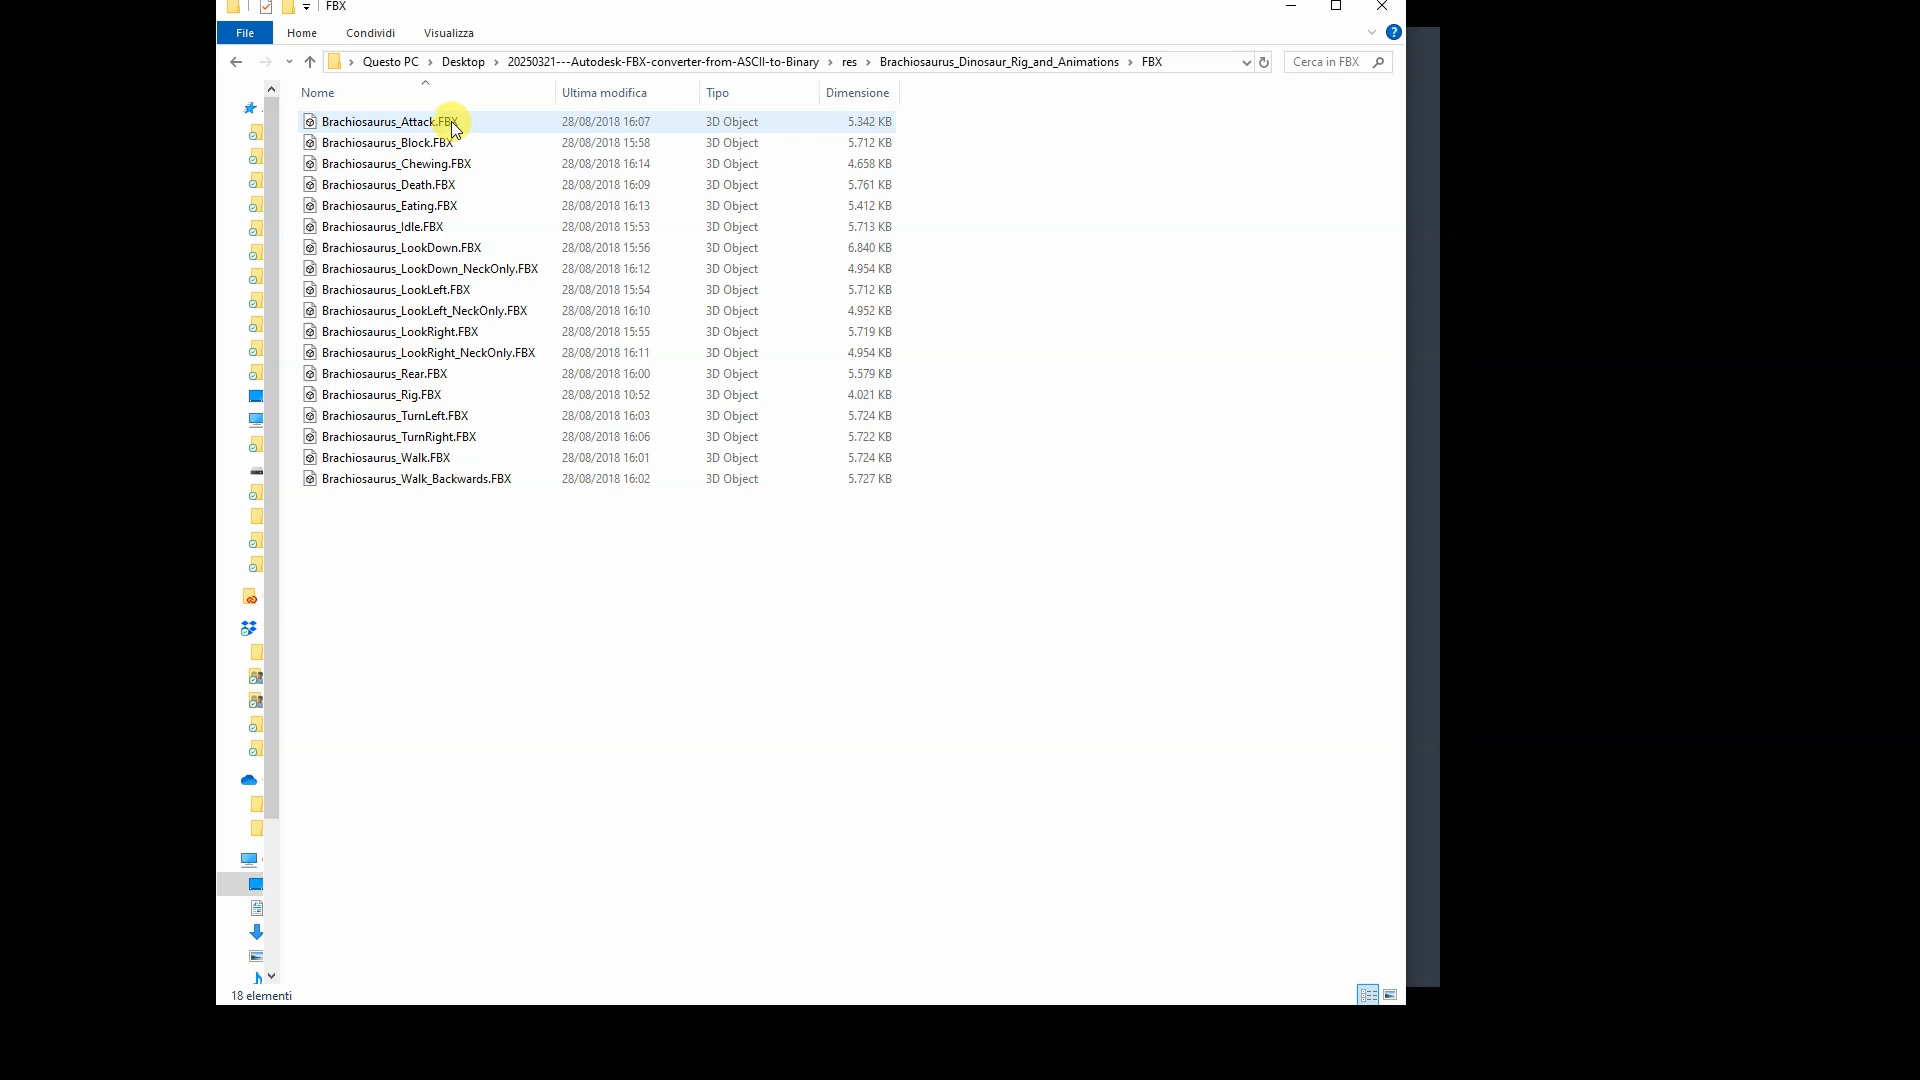 FBX
File Home Condividi Visualizza
Questo PC Desktop 20250321---Autodesk-FBX-converter-from-ASCII-to-Binary res Brachiosaurus_Dinosaur_Rig_and_Animations FBX Cerca in FBX
Nome Ultima modifica Tipo Dimensione
Brachiosaurus_Attack.FBX 28/08/2018 16:07 3D Object 5.342 KB
Brachiosaurus_Block.FBX 28/08/2018 15:58 3D Object 5.712 KB
Brachiosaurus_Chewing.FBX 28/08/2018 16:14 3D Object 4.658 KB
Brachiosaurus_Death.FBX 28/08/2018 16:09 3D Object 5.761 KB
Brachiosaurus_Eating.FBX 28/08/2018 16:13 3D Object 5.412 KB
Brachiosaurus_Idle.FBX 28/08/2018 15:53 3D Object 5.713 KB
Brachiosaurus_LookDown.FBX 28/08/2018 15:56 3D Object 6.840 KB
Brachiosaurus_LookDown_NeckOnly.FBX 28/08/2018 16:12 3D Object 4.954 KB
Brachiosaurus_LookLeft.FBX 28/08/2018 15:54 3D Object 5.712 KB
Brachiosaurus_LookLeft_NeckOnly.FBX 28/08/2018 16:10 3D Object 4.952 KB
Brachiosaurus_LookRight.FBX 28/08/2018 15:55 3D Object 5.719 KB
Brachiosaurus_LookRight_NeckOnly.FBX 28/08/2018 16:11 3D Object 4.954 KB
Brachiosaurus_Rear.FBX 28/08/2018 16:00 3D Object 5.579 KB
Brachiosaurus_Rig.FBX 28/08/2018 10:52 3D Object 4.021 KB
Brachiosaurus_TurnLeft.FBX 28/08/2018 16:03 3D Object 5.724 KB
Brachiosaurus_TurnRight.FBX 28/08/2018 16:06 3D Object 5.722 KB
Brachiosaurus_Walk.FBX 28/08/2018 16:01 3D Object 5.724 KB
Brachiosaurus_Walk_Backwards.FBX 28/08/2018 16:02 3D Object 5.727 KB
18 elementi